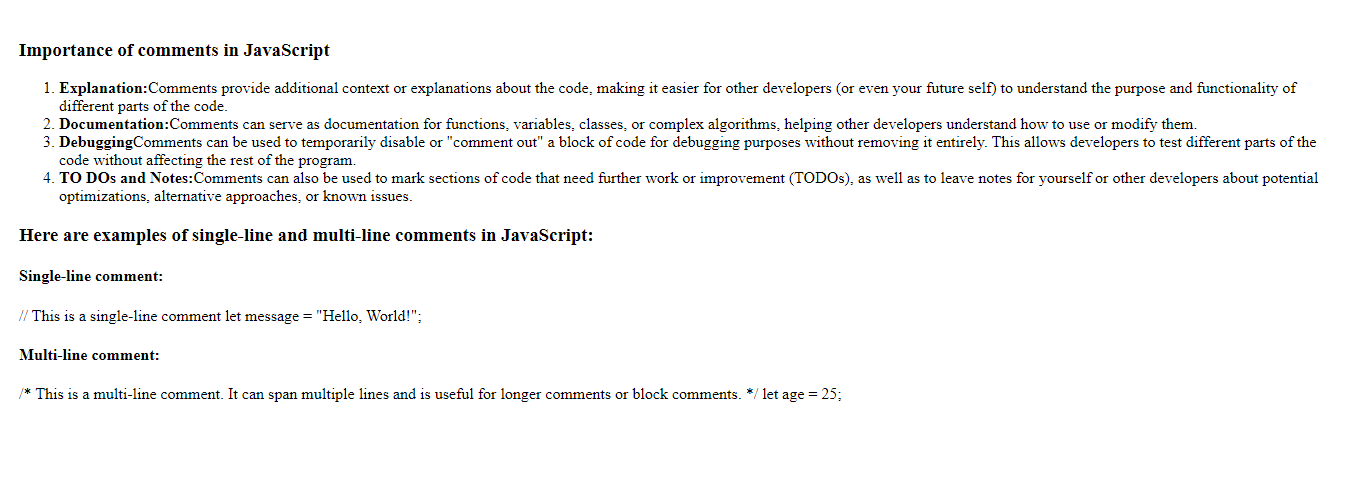 Importance of comments in JavaScript
1. Explanation:Comments provide additional context or explanations about the code, making it easier for other developers (or even your future self) to understand the purpose and functionality of
different parts of the code.
2. Documentation:Comments can serve as documentation for functions, variables, classes, or complex algorithms, helping other developers understand how to use or modify them.
3. DebuggingComments can be used to temporarily disable or "comment out" a block of code for debugging purposes without removing it entirely. This allows developers to test different parts of the
code without affecting the rest of the program.
4. TO DOs and Notes:Comments can also be used to mark sections of code that need further work or improvement (TODOs), as well as to leave notes for yourself or other developers about potential
optimizations, alternative approaches, or known issues.
Here are examples of single-line and multi-line comments in JavaScript:
Single-line comment:
// This is a single-line comment let message = "Hello, World!";
Multi-line comment:
/* This is a multi-line comment. It can span multiple lines and is useful for longer comments or block comments. */ let age = 25;